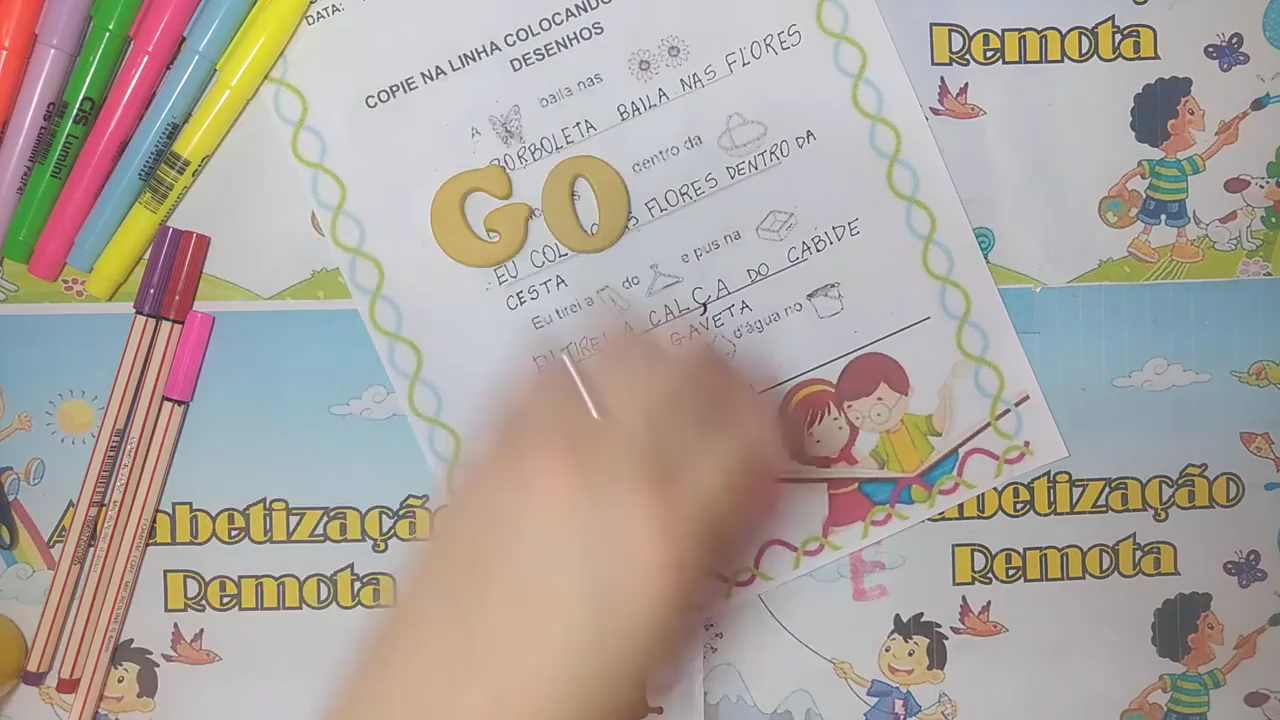 DATA:
COPIE NA LINHA COLOCANDO
DESENHOS
A baila nas
BORBOLETA BAILA NAS FLORES
dentro da
EU COL S FLORES DENTRO DA
CESTA
Eu tirei a do e pus na
EU TIREI A CALÇA DO CABIDE
GAVETA
d'água no
GO
CiS Lumini
Remota
Alfabetização
Remota
abetização
Remota
E